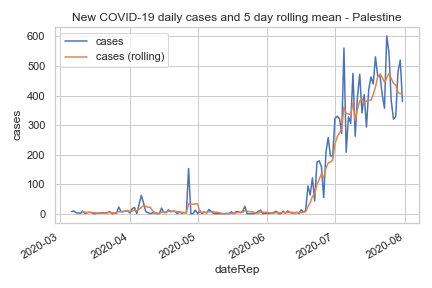 New COVID-19 daily cases and 5 day rolling mean - Palestine
cases
cases (rolling)
600
500
400
300
200
100
0
cases
2020-03
2020-04
2020-05
2020-06
2020-07
2020-08
dateRep